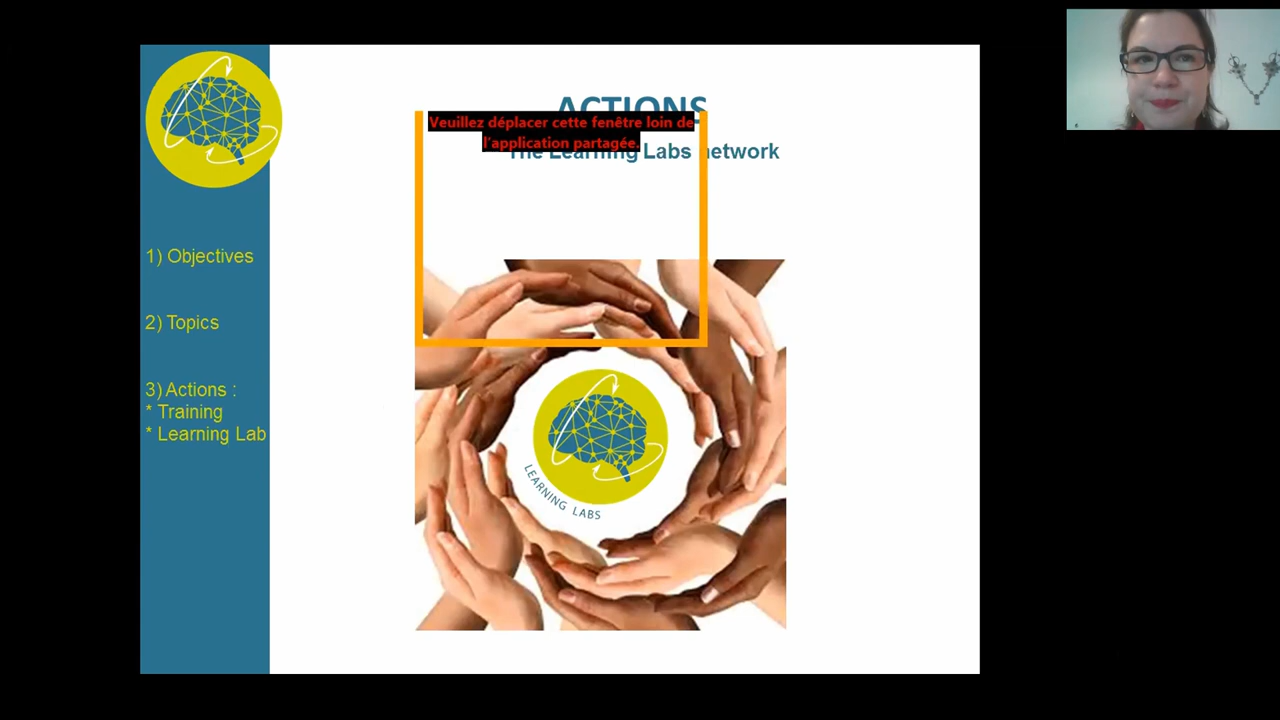 ACTIONS
Veuillez déplacer cette fenêtre loin de
l'application partagée.
The Learning Labs network
1) Objectives
2) Topics
3) Actions :
* Training
* Learning Lab
LEARNING LABS